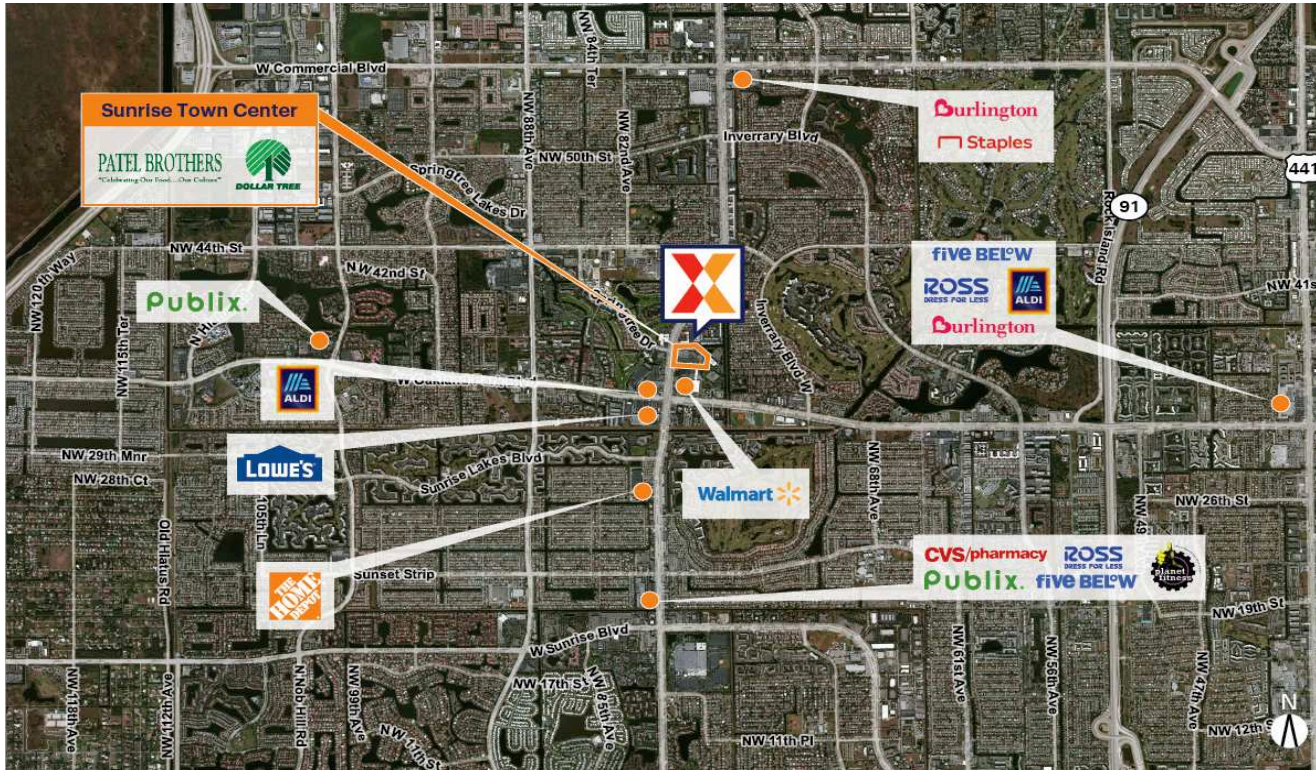 W Commercial Blvd
NW 84th Ter
Sunrise Town Center
PATEL BROTHERS
"Celebrating Our Food...Our Culture"
DOLLAR TREE
Burlington
Staples
NW 88th Ave
NW 82nd Ave
Inverrary Blvd
NW 50th St
Springtree Lakes Dr
441
91
Rock Island Rd
NW 44th St
NW 42nd St
NW 120th Way
NW 115th Ter
Publix.
five BELOW
ROSS
DRESS FOR LESS
ALDI
Burlington
NW 41s
Inverrary Blvd W
ALDI
LOWE'S
NW 29th Mnr
NW 28th Ct
Sunrise Lakes Blvd
Walmart
NW 68th Ave
NW 26th St
NW 49
Old Hiatus Rd
105th Ln
THE
HOME
DEPOT
Sunset Strip
CVS/pharmacy
ROSS
DRESS FOR LESS
Publix.
five BELOW
planet
fitness
NW 19th St
W Sunrise Blvd
NW 118th Ave
NW 112th Ave
N Nob Hill Rd
NW 99th Ave
NW 17th St
NW 17th St
NW 85th Ave
NW 11th Pl
NW 61st Ave
NW 56th Ave
NW 47th Ave
NW 12th S
N